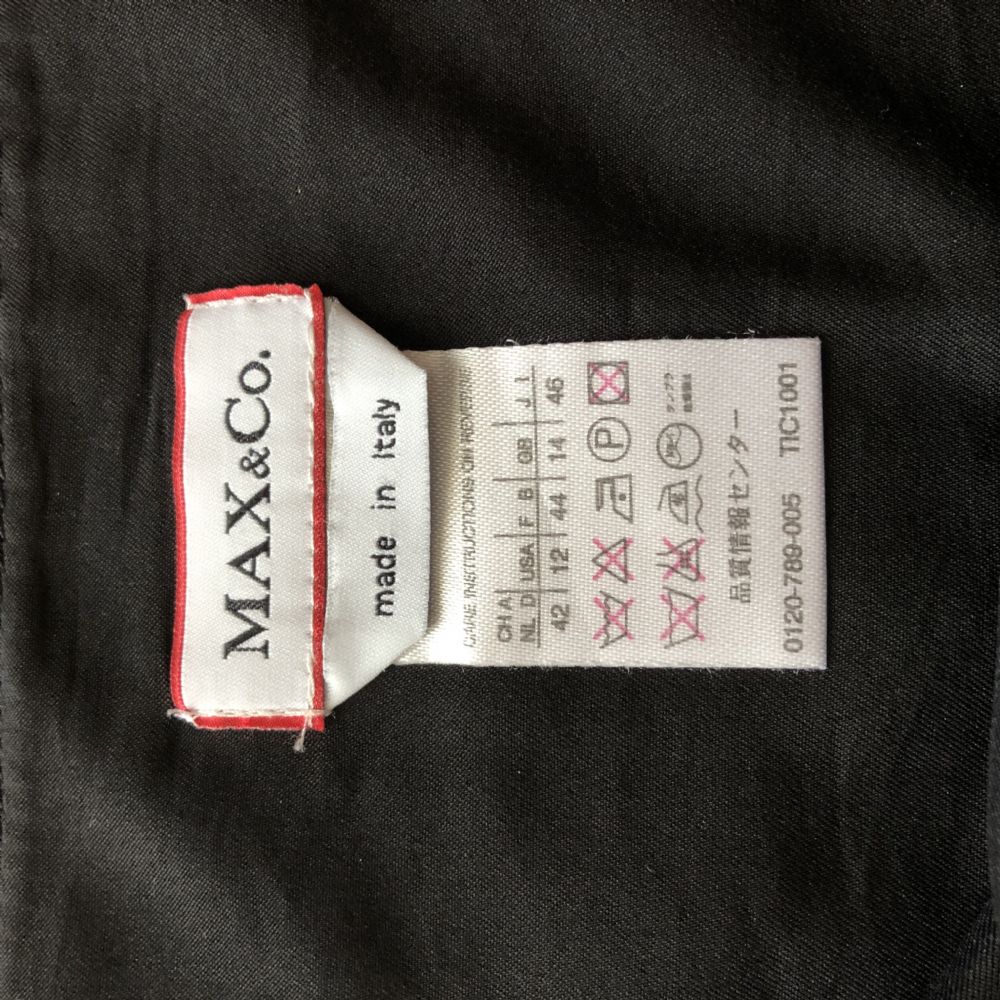 MAX&Co.
made in Italy
CARE INSTRUCTIONS ON REVERSE
CH A
NL D USA F B GB J I
42 12 44 14 46
P
品質情報センター
0120-789-005 TIC1001